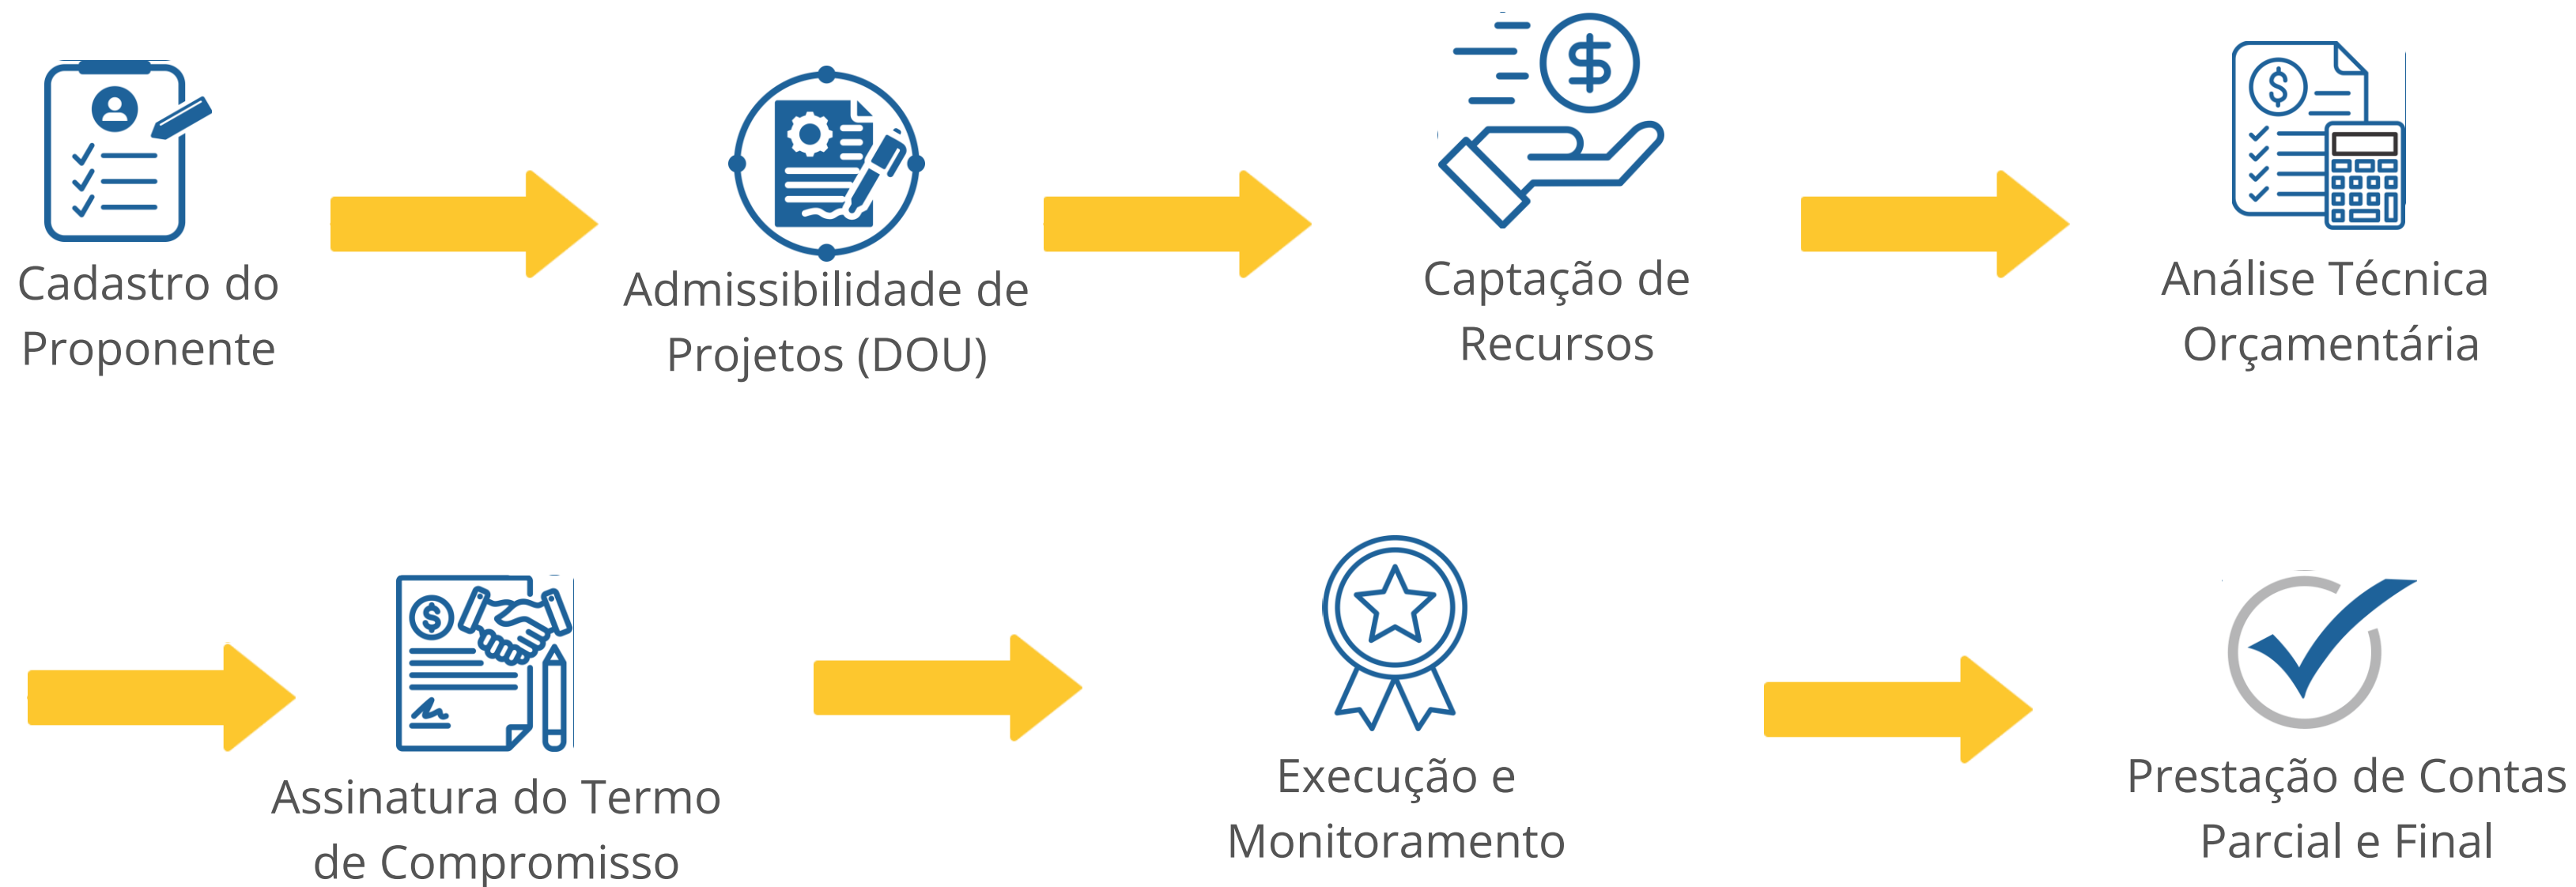 Cadastro do
Proponente
Admissibilidade de
Projetos (DOU)
Captação de
Recursos
Análise Técnica
Orçamentária
Assinatura do Termo
de Compromisso
Execução e
Monitoramento
Prestação de Contas
Parcial e Final